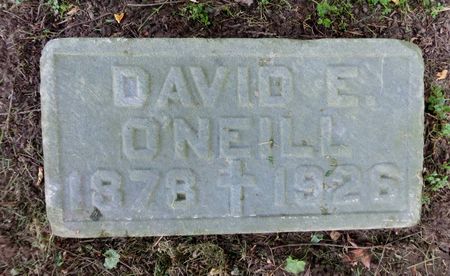 DAVID E.
O'NEILL
1878 ✝ 1926